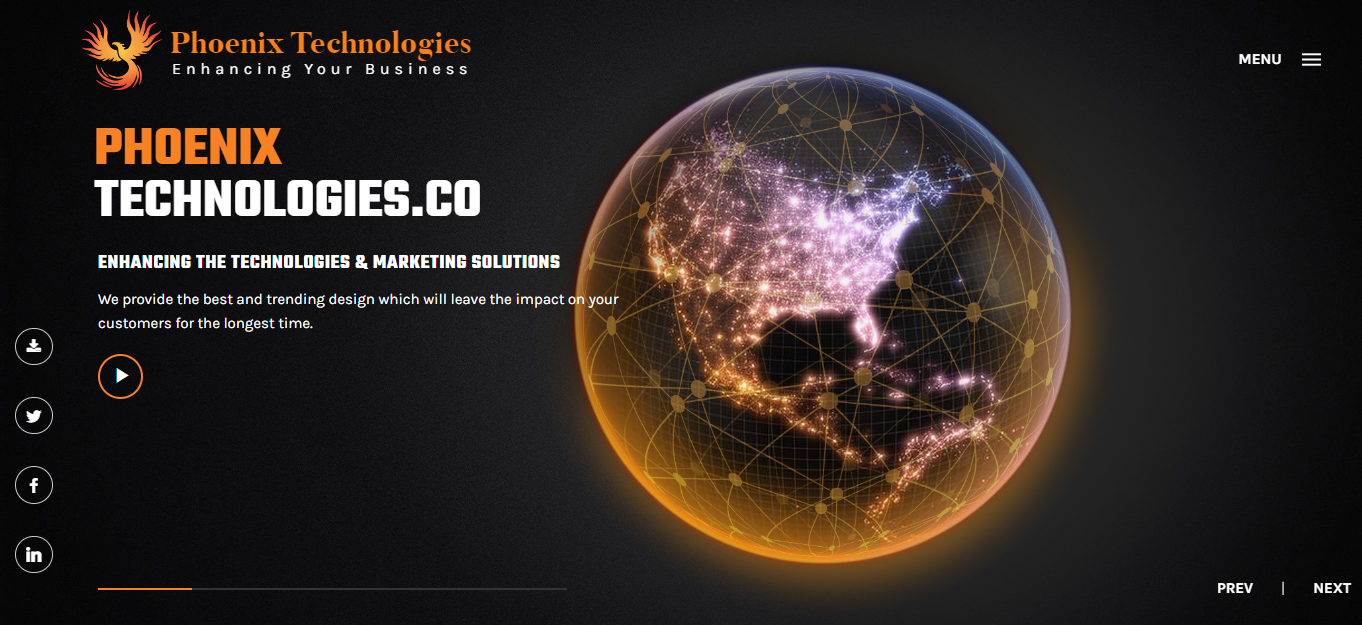 Phoenix Technologies
Enhancing Your Business
MENU
PHOENIX
TECHNOLOGIES.CO
ENHANCING THE TECHNOLOGIES & MARKETING SOLUTIONS
We provide the best and trending design which will leave the impact on your
customers for the longest time.
PREV | NEXT